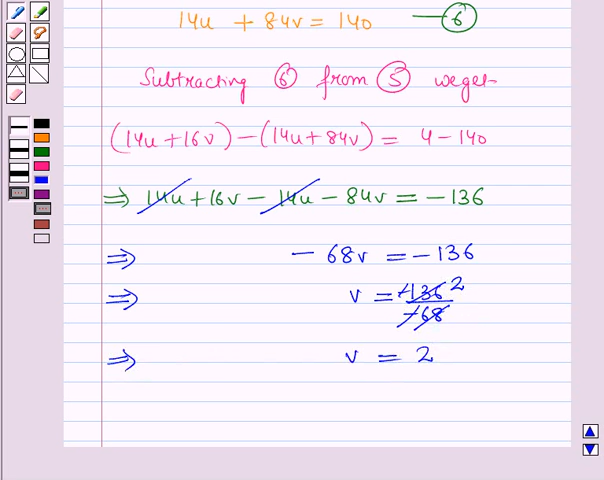 14u + 84v = 140 —⑥
Subtracting ⑥ from ⑤ we get
(14u+16v) – (14u+84v) = 4 – 140
⇒ 14u + 16v – 14u – 84v = –136
⇒ – 68v = –136
⇒ v = –136/–68 2
⇒ v = 2